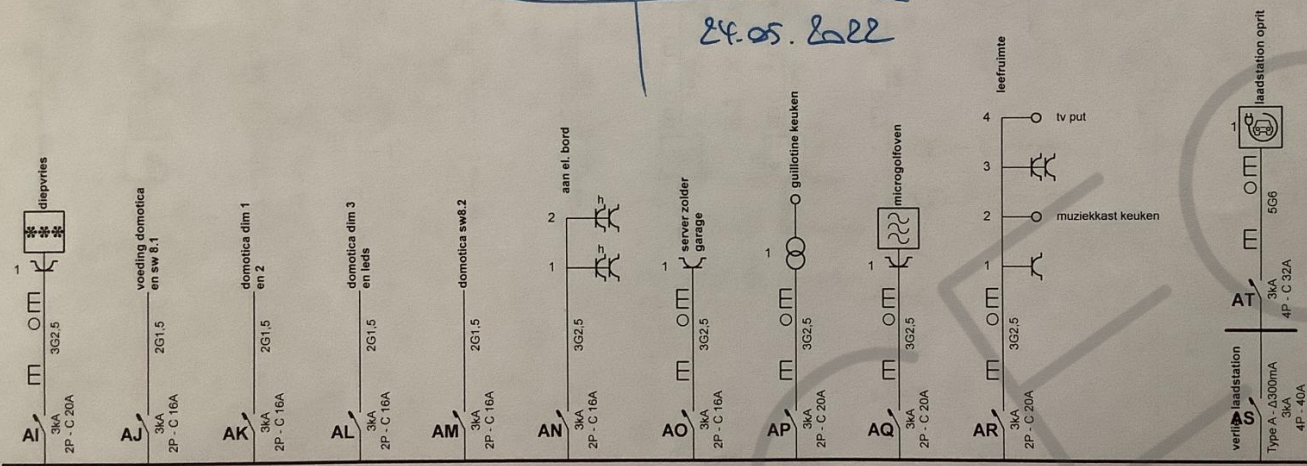 24.05.2022
diepvries
1
3G2,5
AI
3kA
2P - C 20A
voeding domotica
en sw 8.1
2G1,5
AJ
3kA
2P - C 16A
domotica dim 1
en 2
2G1,5
AK
3kA
2P - C 16A
domotica dim 3
en leds
2G1,5
AL
3kA
2P - C 16A
domotica sw8.2
2G1,5
AM
3kA
2P - C 16A
aan el. bord
2
1
3G2,5
AN
3kA
2P - C 16A
server zolder
garage
1
3G2,5
AO
3kA
2P - C 16A
guillotine keuken
1
3G2,5
AP
3kA
2P - C 20A
microgolfoven
1
3G2,5
AQ
3kA
2P - C 20A
leefruimte
4
tv put
3
2
muziekkast keuken
1
3G2,5
AR
3kA
2P - C 20A
laadstation oprit
1
5G6
AT
3kA
4P - C 32A
laadstation
AS
Type A - Δ300mA
3kA
4P - 40A